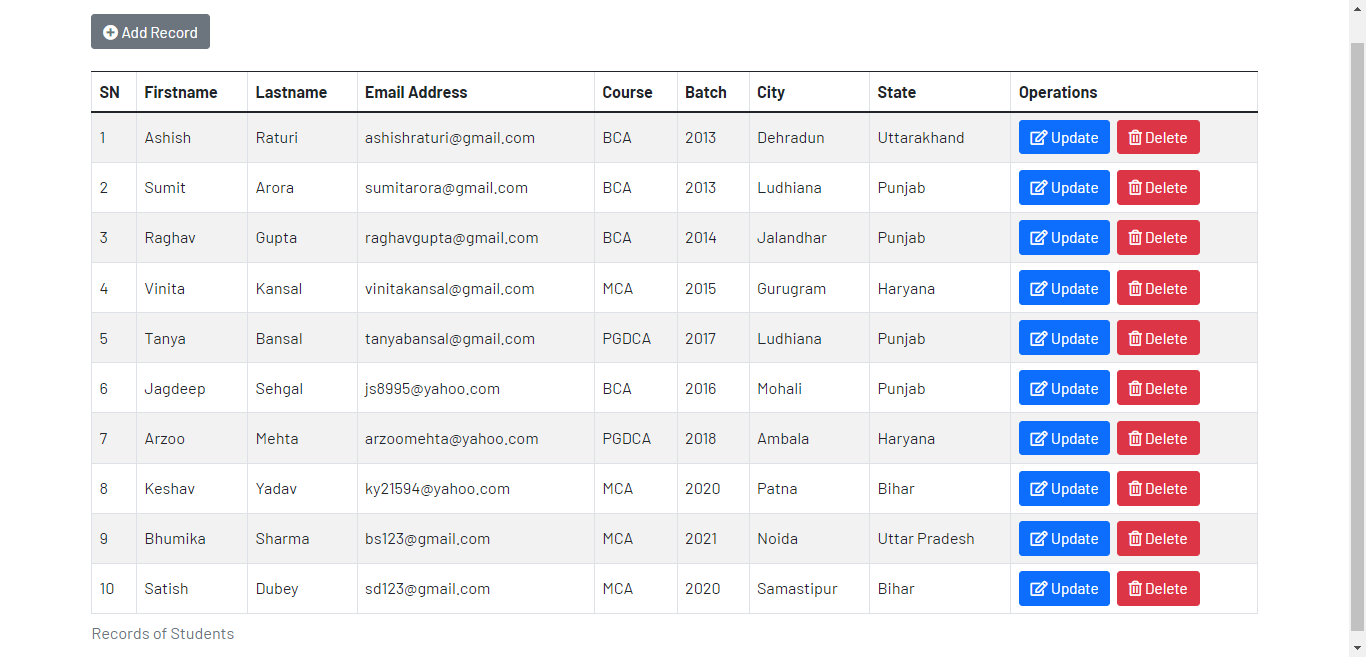 Add Record
SN Firstname Lastname Email Address Course Batch City State Operations
1 Ashish Raturi ashishraturi@gmail.com BCA 2013 Dehradun Uttarakhand Update Delete
2 Sumit Arora sumitarora@gmail.com BCA 2013 Ludhiana Punjab Update Delete
3 Raghav Gupta raghavgupta@gmail.com BCA 2014 Jalandhar Punjab Update Delete
4 Vinita Kansal vinitakansal@gmail.com MCA 2015 Gurugram Haryana Update Delete
5 Tanya Bansal tanyabansal@gmail.com PGDCA 2017 Ludhiana Punjab Update Delete
6 Jagdeep Sehgal js8995@yahoo.com BCA 2016 Mohali Punjab Update Delete
7 Arzoo Mehta arzoomehta@yahoo.com PGDCA 2018 Ambala Haryana Update Delete
8 Keshav Yadav ky21594@yahoo.com MCA 2020 Patna Bihar Update Delete
9 Bhumika Sharma bs123@gmail.com MCA 2021 Noida Uttar Pradesh Update Delete
10 Satish Dubey sd123@gmail.com MCA 2020 Samastipur Bihar Update Delete
Records of Students